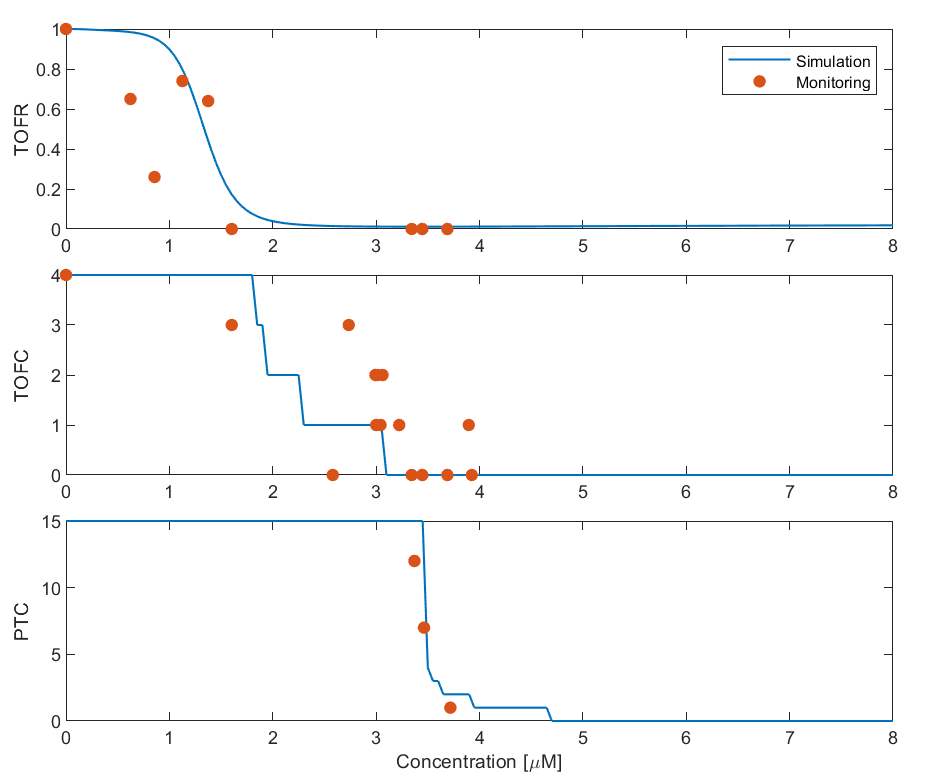 1
0.8
0.6
0.4
0.2
0
TOFR
Simulation
Monitoring
0 1 2 3 4 5 6 7 8
4
3
2
1
0
TOFC
0 1 2 3 4 5 6 7 8
15
10
5
0
PTC
0 1 2 3 4 5 6 7 8
Concentration [μM]